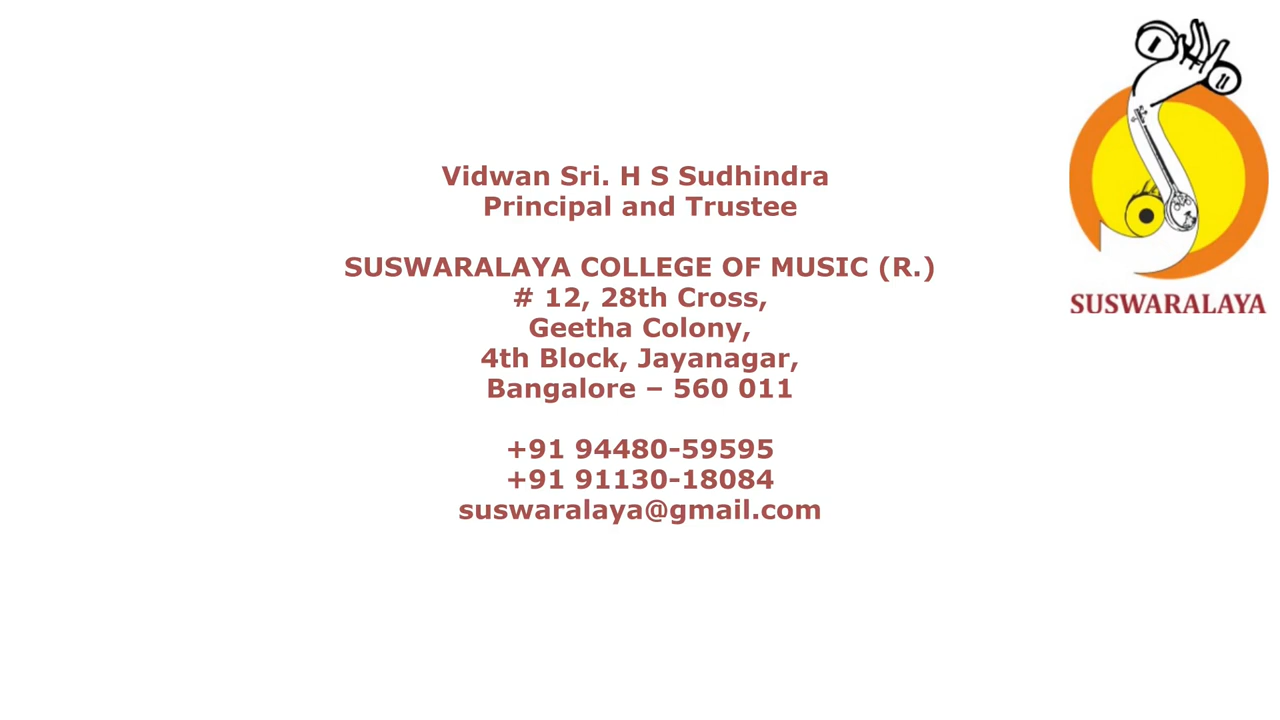 Vidwan Sri. H S Sudhindra
Principal and Trustee
SUSWARALAYA COLLEGE OF MUSIC (R.)
# 12, 28th Cross,
Geetha Colony,
4th Block, Jayanagar,
Bangalore – 560 011
+91 94480-59595
+91 91130-18084
suswaralaya@gmail.com
SUSWARALAYA